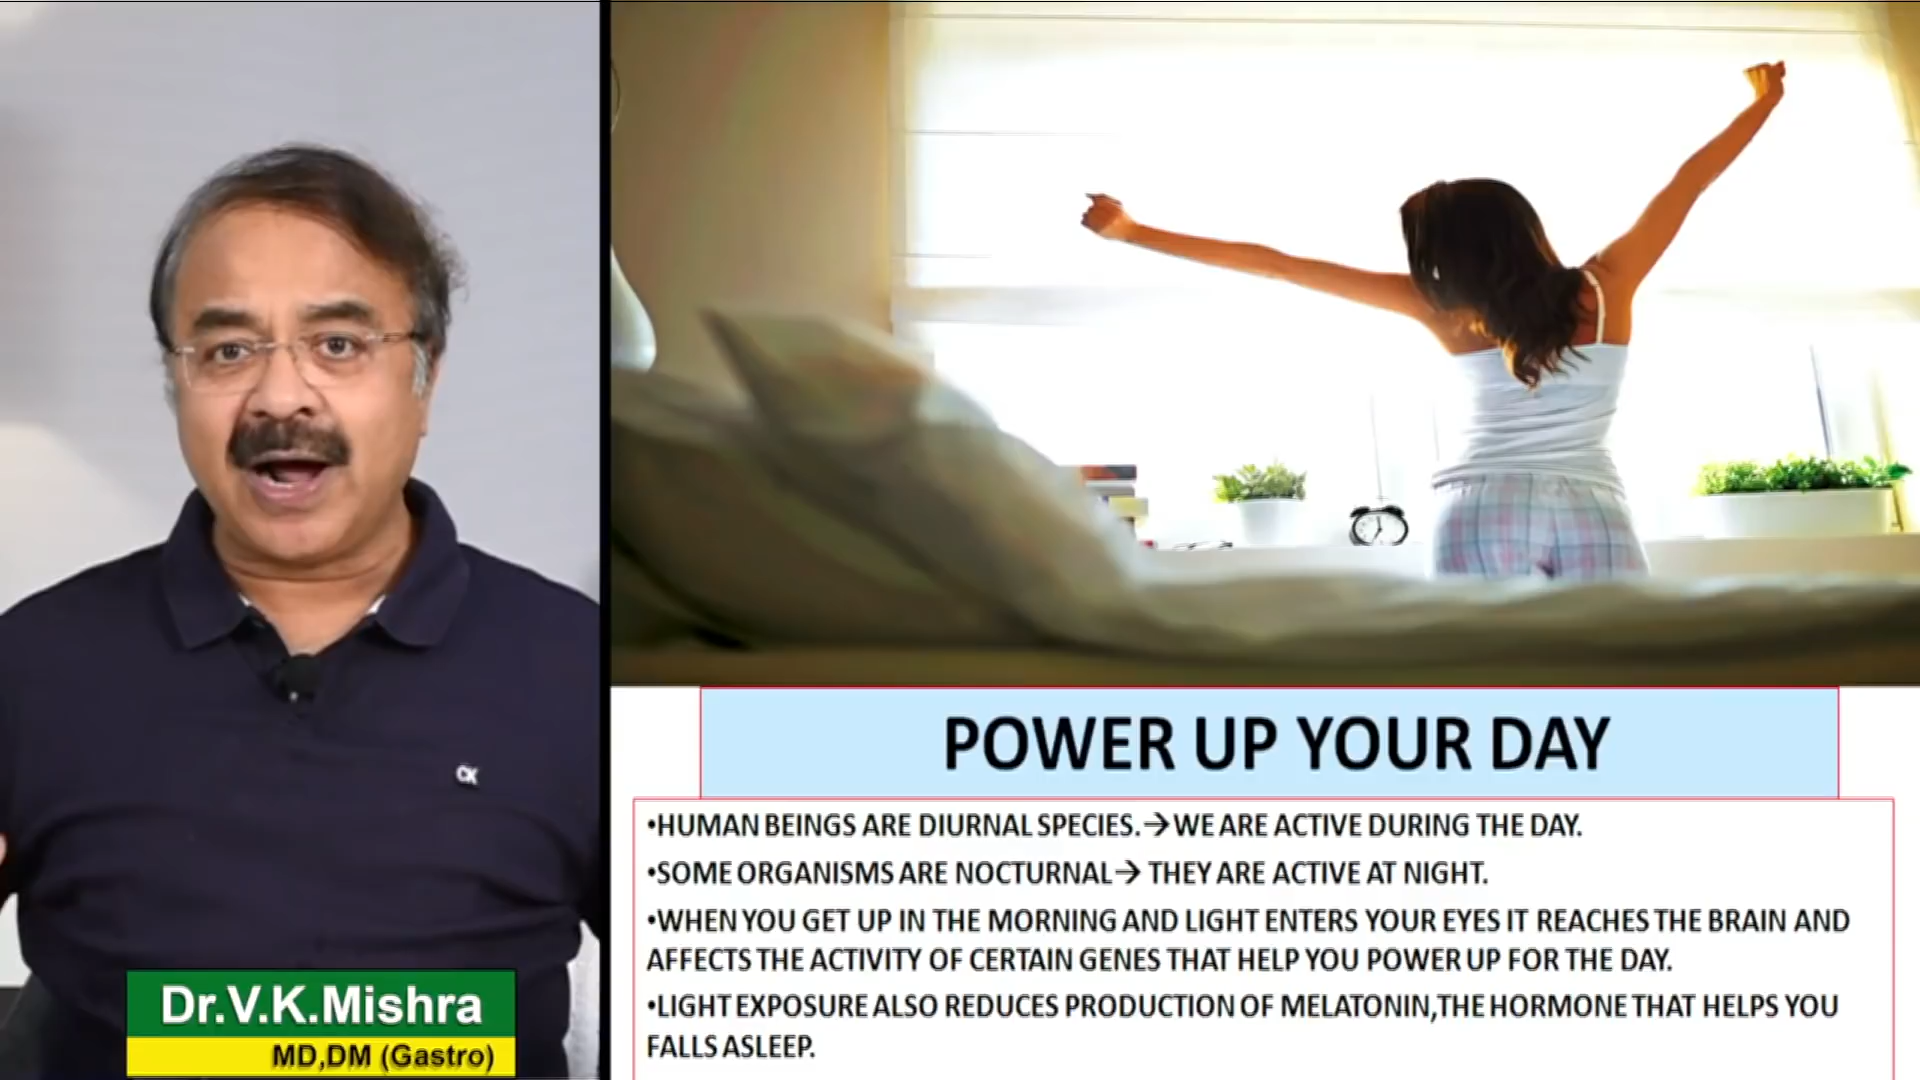 POWER UP YOUR DAY
•HUMAN BEINGS ARE DIURNAL SPECIES.→WE ARE ACTIVE DURING THE DAY.
•SOME ORGANISMS ARE NOCTURNAL→ THEY ARE ACTIVE AT NIGHT.
•WHEN YOU GET UP IN THE MORNING AND LIGHT ENTERS YOUR EYES IT REACHES THE BRAIN AND
AFFECTS THE ACTIVITY OF CERTAIN GENES THAT HELP YOU POWER UP FOR THE DAY.
•LIGHT EXPOSURE ALSO REDUCES PRODUCTION OF MELATONIN,THE HORMONE THAT HELPS YOU
FALLS ASLEEP.
CK
Dr.V.K.Mishra
MD,DM (Gastro)